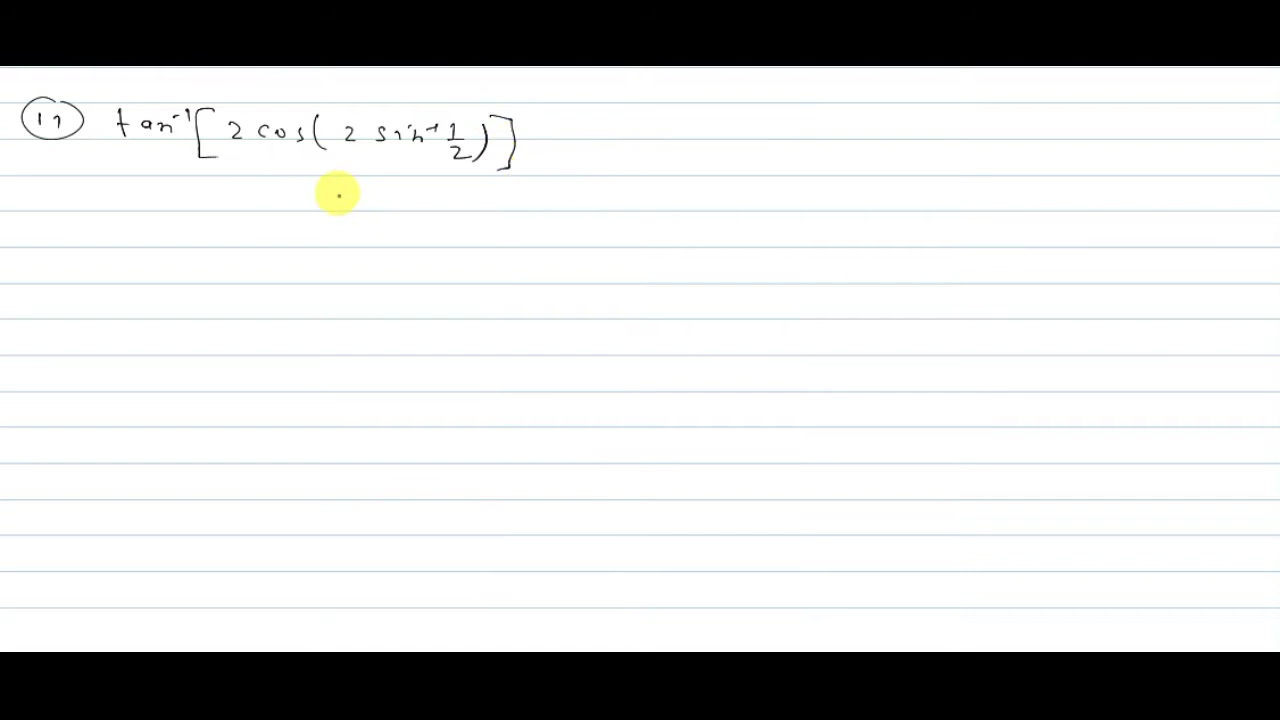 11 tan⁻¹[2 cos(2 sin⁻¹ 1/2)]